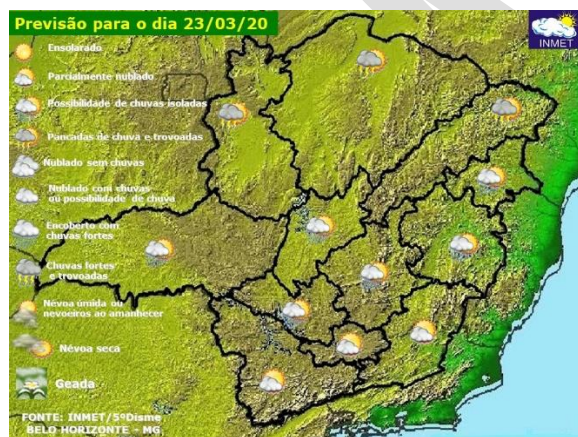 Previsão para o dia 23/03/20
INMET
Ensolarado
Parcialmente nublado
Possibilidade de chuvas isoladas
Pancadas de chuva e trovoadas
Nublado sem chuvas
Nublado com chuvas
ou possibilidade de chuva
Encoberto com
chuvas fortes
Chuvas fortes
e trovoadas
Névoa úmida ou
nevoeiros ao amanhecer
Névoa seca
Geada
FONTE: INMET/5ºDisme
BELO HORIZONTE - MG